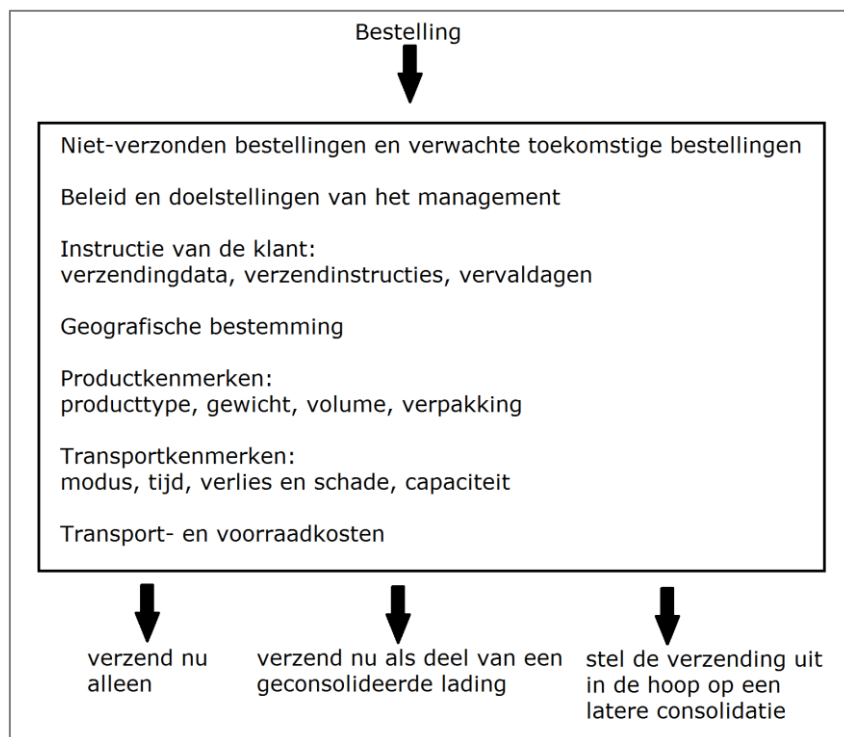 Bestelling
Niet-verzonden bestellingen en verwachte toekomstige bestellingen
Beleid en doelstellingen van het management
Instructie van de klant:
verzendingdata, verzendinstructies, vervaldagen
Geografische bestemming
Productkenmerken:
producttype, gewicht, volume, verpakking
Transportkenmerken:
modus, tijd, verlies en schade, capaciteit
Transport- en voorraadkosten
verzend nu
alleen
verzend nu als deel van een
geconsolideerde lading
stel de verzending uit
in de hoop op een
latere consolidatie